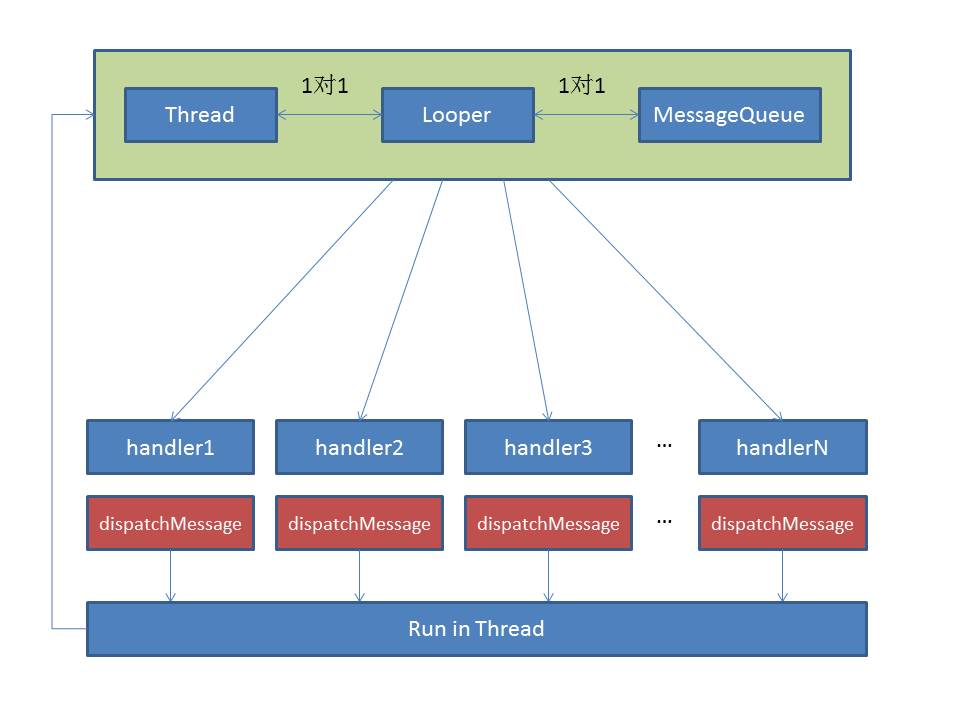 1对1 1对1
Thread Looper MessageQueue
handler1 handler2 handler3 ... handlerN
dispatchMessage dispatchMessage dispatchMessage ... dispatchMessage
Run in Thread